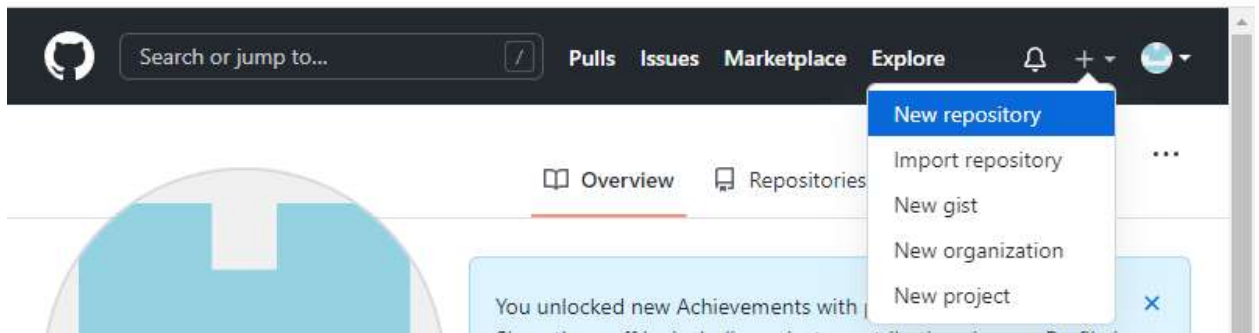 Search or jump to... / Pulls Issues Marketplace Explore
New repository
Import repository
Overview Repositories
New gist
New organization
New project
You unlocked new Achievements with